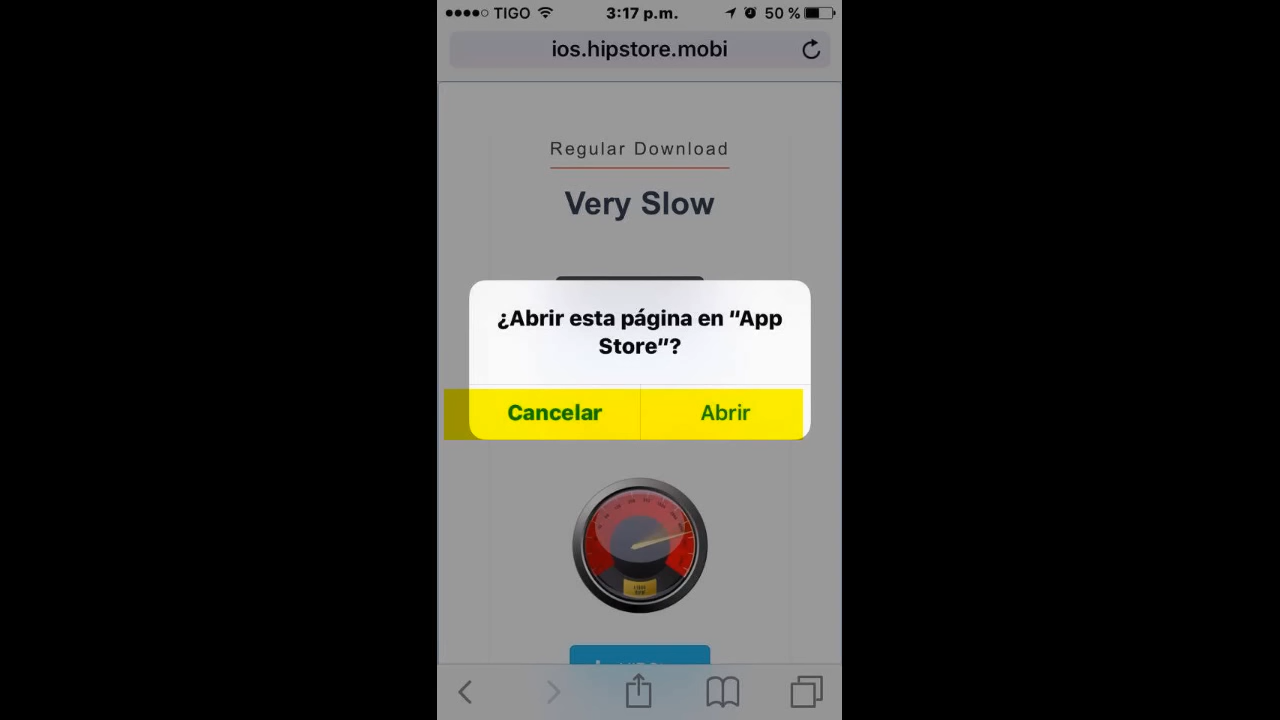 TIGO 3:17 p.m. 50 %
ios.hipstore.mobi
Regular Download
Very Slow
¿Abrir esta página en “App
Store”?
Cancelar Abrir